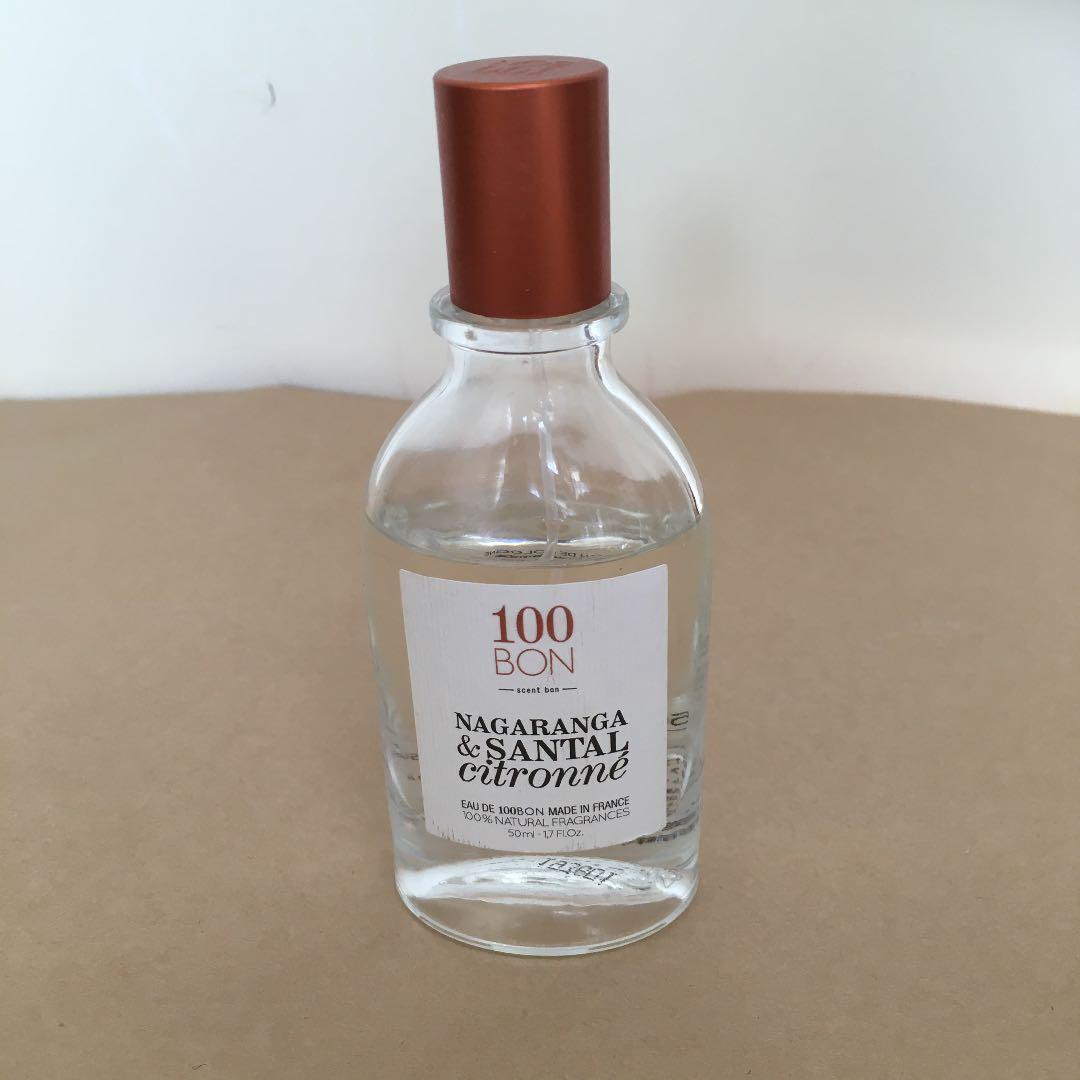 100
BON
scent bon
NAGARANGA
& SANTAL
citronné
EAU DE 100BON MADE IN FRANCE
100% NATURAL FRAGRANCES
50ml - 1,7 Fl.Oz.